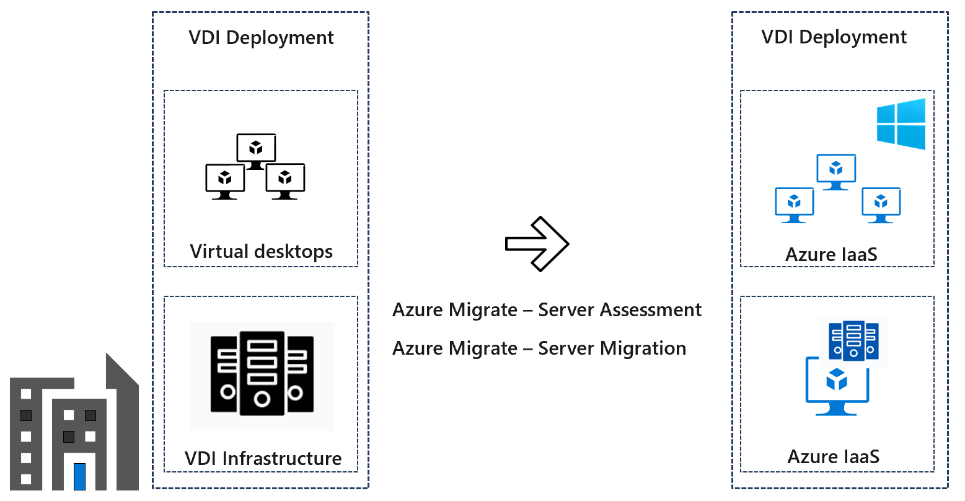 VDI Deployment
Virtual desktops
VDI Infrastructure
Azure Migrate – Server Assessment
Azure Migrate – Server Migration
VDI Deployment
Azure IaaS
Azure IaaS